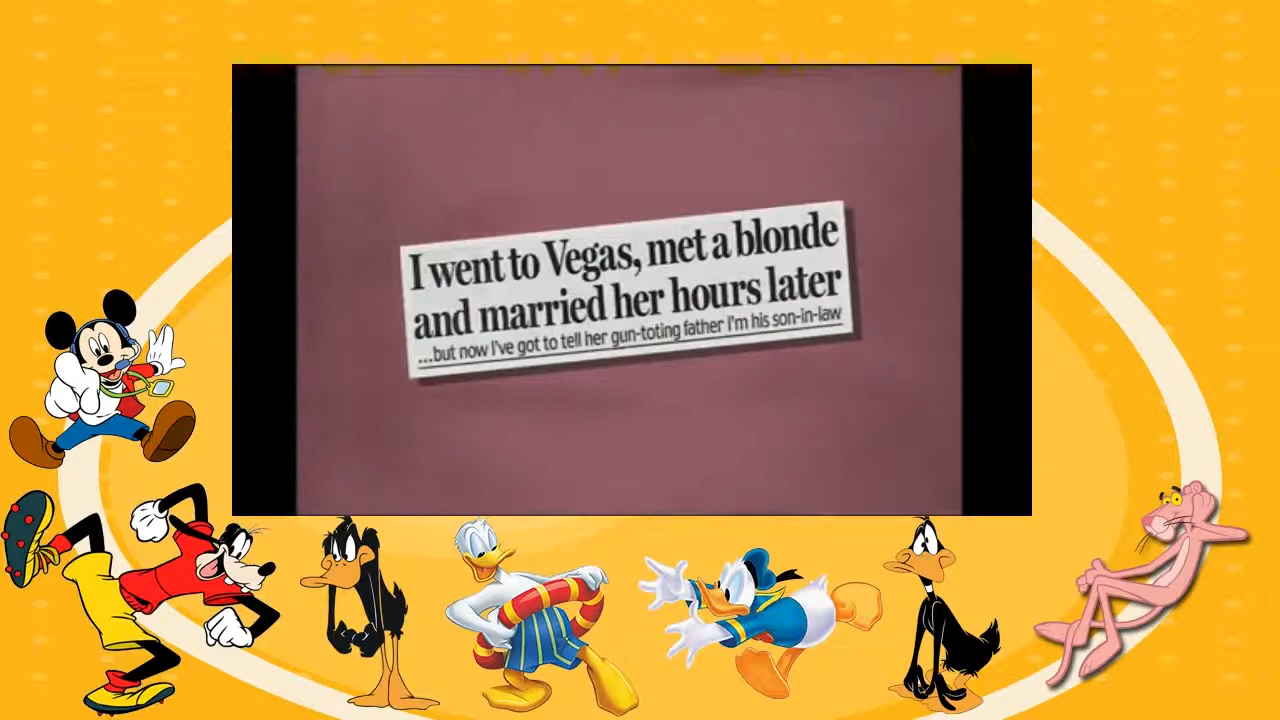 I went to Vegas, met a blonde
and married her hours later
...but now I've got to tell her gun-toting father I'm his son-in-law